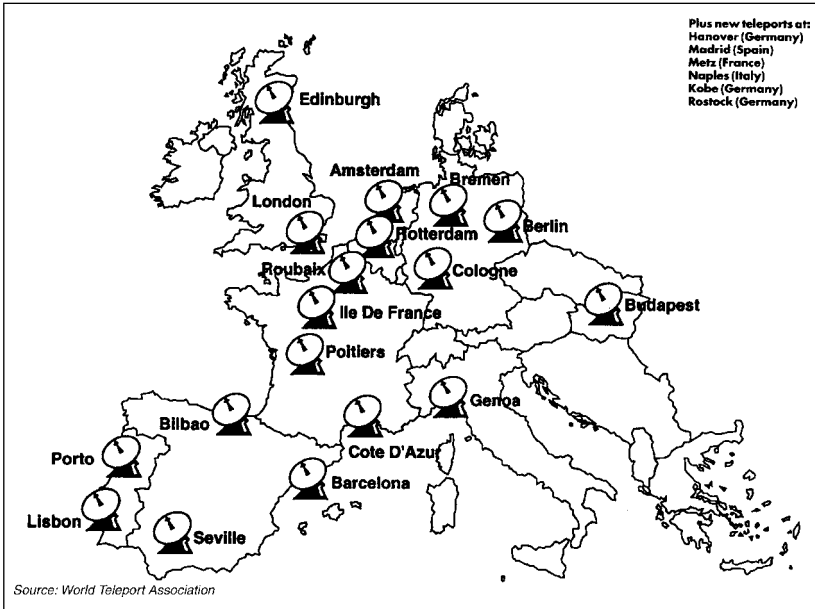 Plus new teleports at:
Hanover (Germany)
Madrid (Spain)
Metz (France)
Naples (Italy)
Kobe (Germany)
Rostock (Germany)
Edinburgh
Amsterdam
Bremen
London
Berlin
Rotterdam
Roubaix
Cologne
Budapest
Ile De France
Poitiers
Genoa
Bilbao
Cote D'Azur
Porto
Barcelona
Lisbon
Seville
Source: World Teleport Association